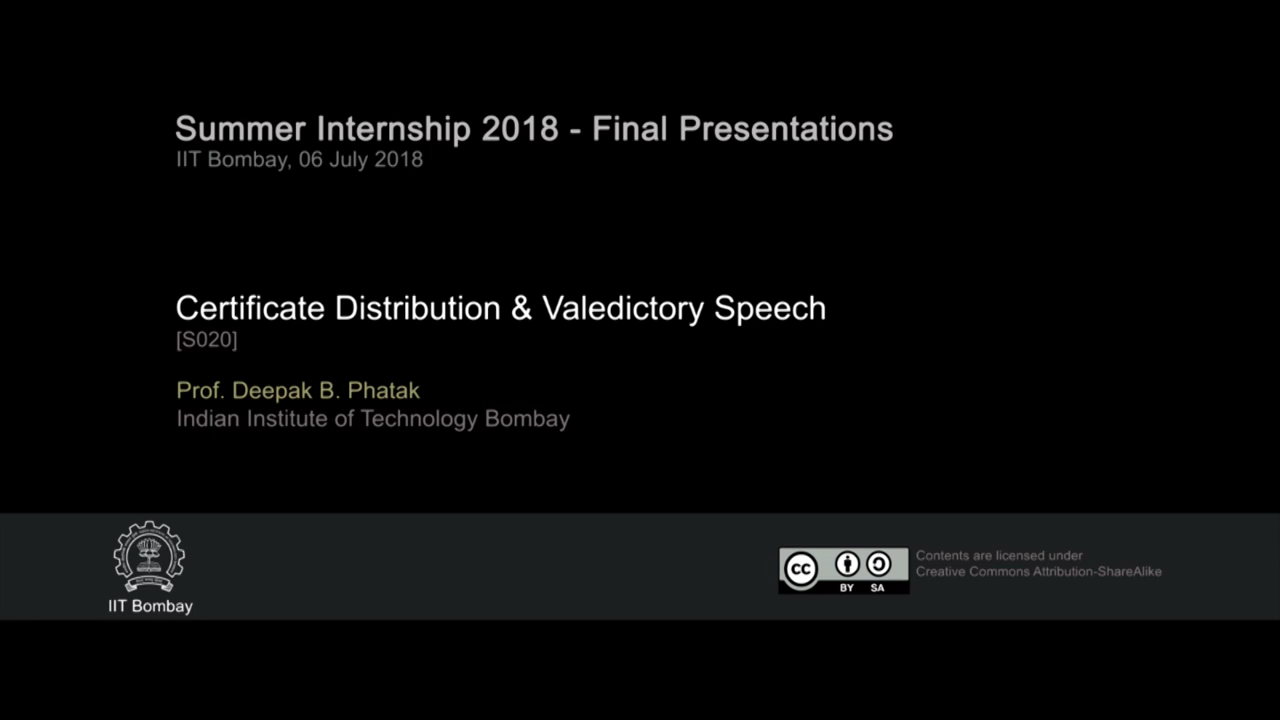 Summer Internship 2018 - Final Presentations
IIT Bombay, 06 July 2018
Certificate Distribution & Valedictory Speech
[S020]
Prof. Deepak B. Phatak
Indian Institute of Technology Bombay
IIT Bombay
cc
BY SA
Contents are licensed under
Creative Commons Attribution-ShareAlike